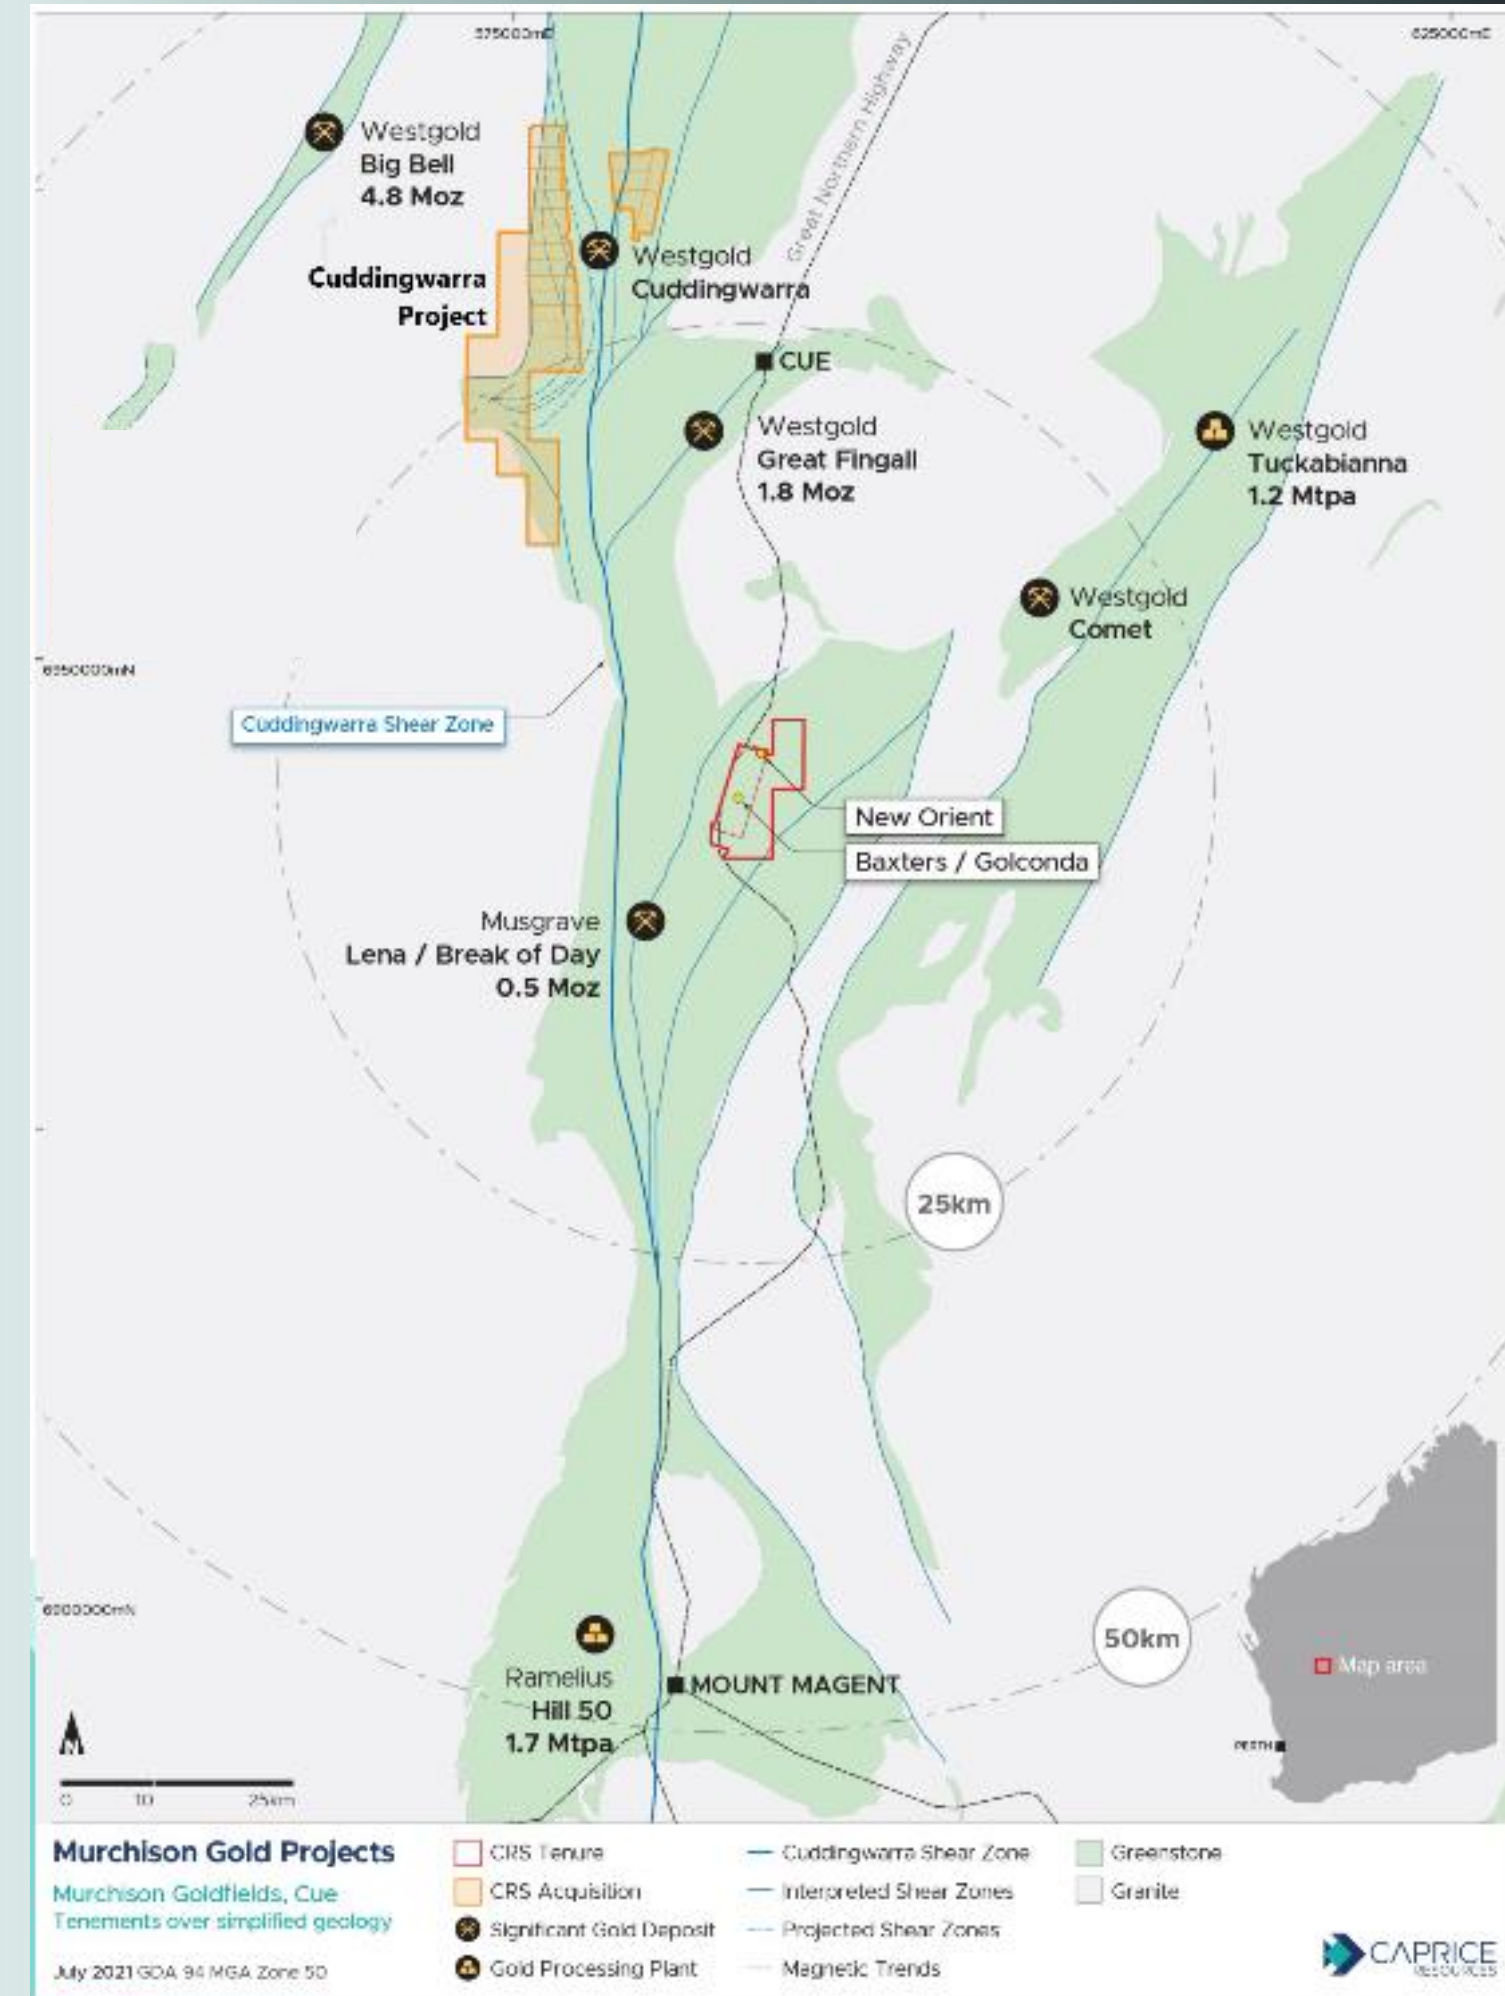 575000mE
625000mE
Great Northern Highway
Westgold
Big Bell
4.8 Moz
Cuddingwarra
Project
Westgold
Cuddingwarra
CUE
Westgold
Great Fingall
1.8 Moz
Westgold
Tuckabianna
1.2 Mtpa
Westgold
Comet
6950000mN
Cuddingwarra Shear Zone
New Orient
Baxters / Golconda
Musgrave
Lena / Break of Day
0.5 Moz
25km
6900000mN
50km
Ramelius
Hill 50
1.7 Mtpa
MOUNT MAGENT
Map area
PERTH
0 10 25km
Murchison Gold Projects
Murchison Goldfields, Cue
Tenements over simplified geology
July 2021 GDA 94 MGA Zone 50
CRS Tenure
CRS Acquisition
Significant Gold Deposit
Gold Processing Plant
Cuddingwarra Shear Zone
Interpreted Shear Zones
Projected Shear Zones
Magnetic Trends
Greenstone
Granite
CAPRICE
RESOURCES